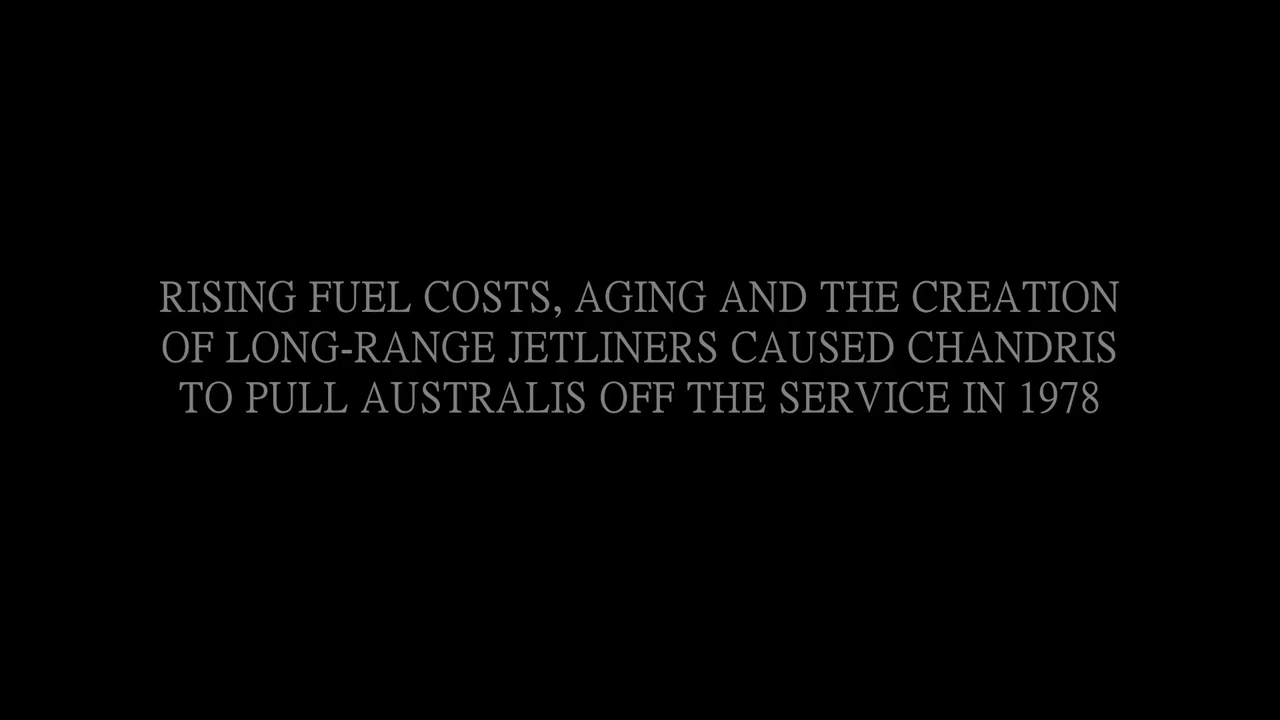 RISING FUEL COSTS, AGING AND THE CREATION
OF LONG-RANGE JETLINERS CAUSED CHANDRIS
TO PULL AUSTRALIS OFF THE SERVICE IN 1978